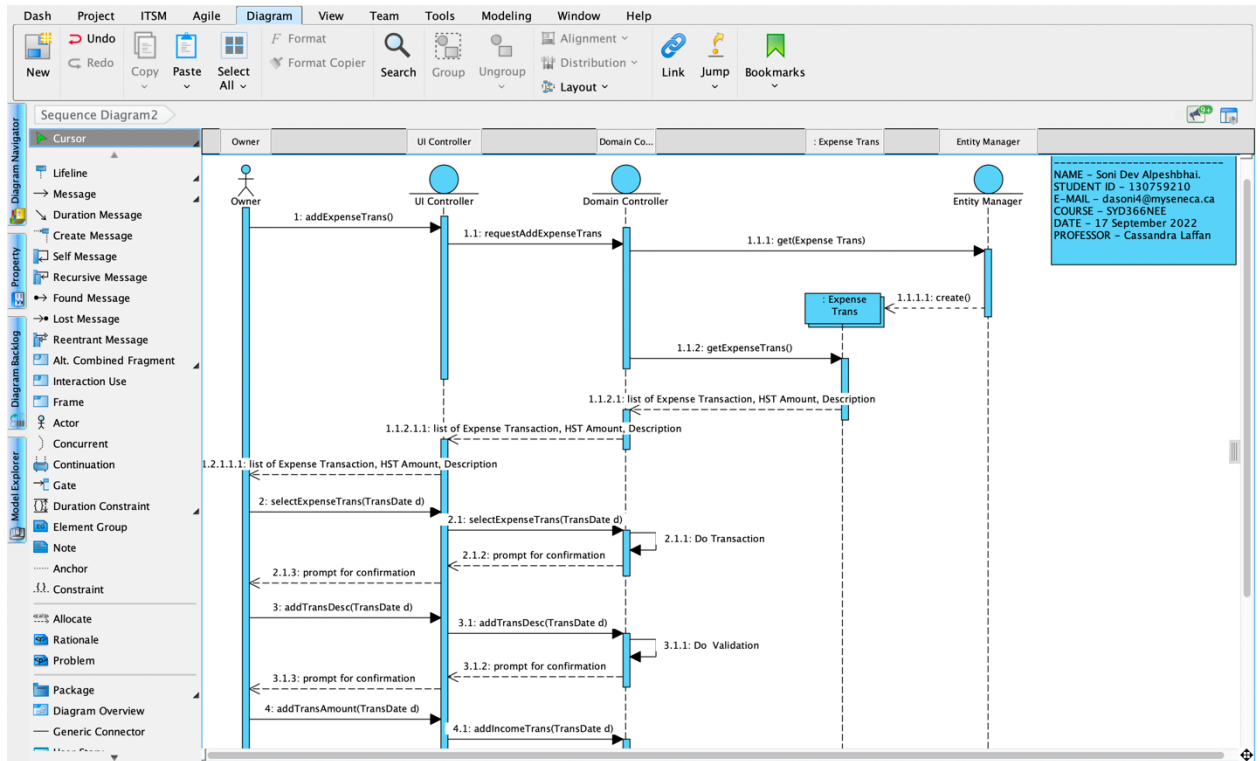 Dash Project ITSM Agile Diagram View Team Tools Modeling Window Help
New
Undo
Redo
Copy
Paste
Select
All
Format
Format Copier
Search
Group
Ungroup
Alignment
Distribution
Layout
Link
Jump
Bookmarks
Sequence Diagram2
Diagram Navigator
Property
Diagram Backlog
Model Explorer
Cursor
Lifeline
Message
Duration Message
Create Message
Self Message
Recursive Message
Found Message
Lost Message
Reentrant Message
Alt. Combined Fragment
Interaction Use
Frame
Actor
Concurrent
Continuation
Gate
Duration Constraint
Element Group
Note
Anchor
Constraint
Allocate
Rationale
Problem
Package
Diagram Overview
Generic Connector
Owner UI Controller Domain Co... : Expense Trans Entity Manager
Owner UI Controller Domain Controller Entity Manager
NAME - Soni Dev Alpeshbhai.
STUDENT ID - 130759210
E-MAIL - dasoni4@myseneca.ca
COURSE - SYD366NEE
DATE - 17 September 2022
PROFESSOR - Cassandra Laffan
1: addExpenseTrans()
1.1: requestAddExpenseTrans
1.1.1: get(Expense Trans)
: Expense
Trans
1.1.1.1: create()
1.1.2: getExpenseTrans()
1.1.2.1: list of Expense Transaction, HST Amount, Description
1.1.2.1.1: list of Expense Transaction, HST Amount, Description
1.2.1.1.1: list of Expense Transaction, HST Amount, Description
2: selectExpenseTrans(TransDate d)
2.1: selectExpenseTrans(TransDate d)
2.1.1: Do Transaction
2.1.2: prompt for confirmation
2.1.3: prompt for confirmation
3: addTransDesc(TransDate d)
3.1: addTransDesc(TransDate d)
3.1.1: Do Validation
3.1.2: prompt for confirmation
3.1.3: prompt for confirmation
4: addTransAmount(TransDate d)
4.1: addIncomeTrans(TransDate d)